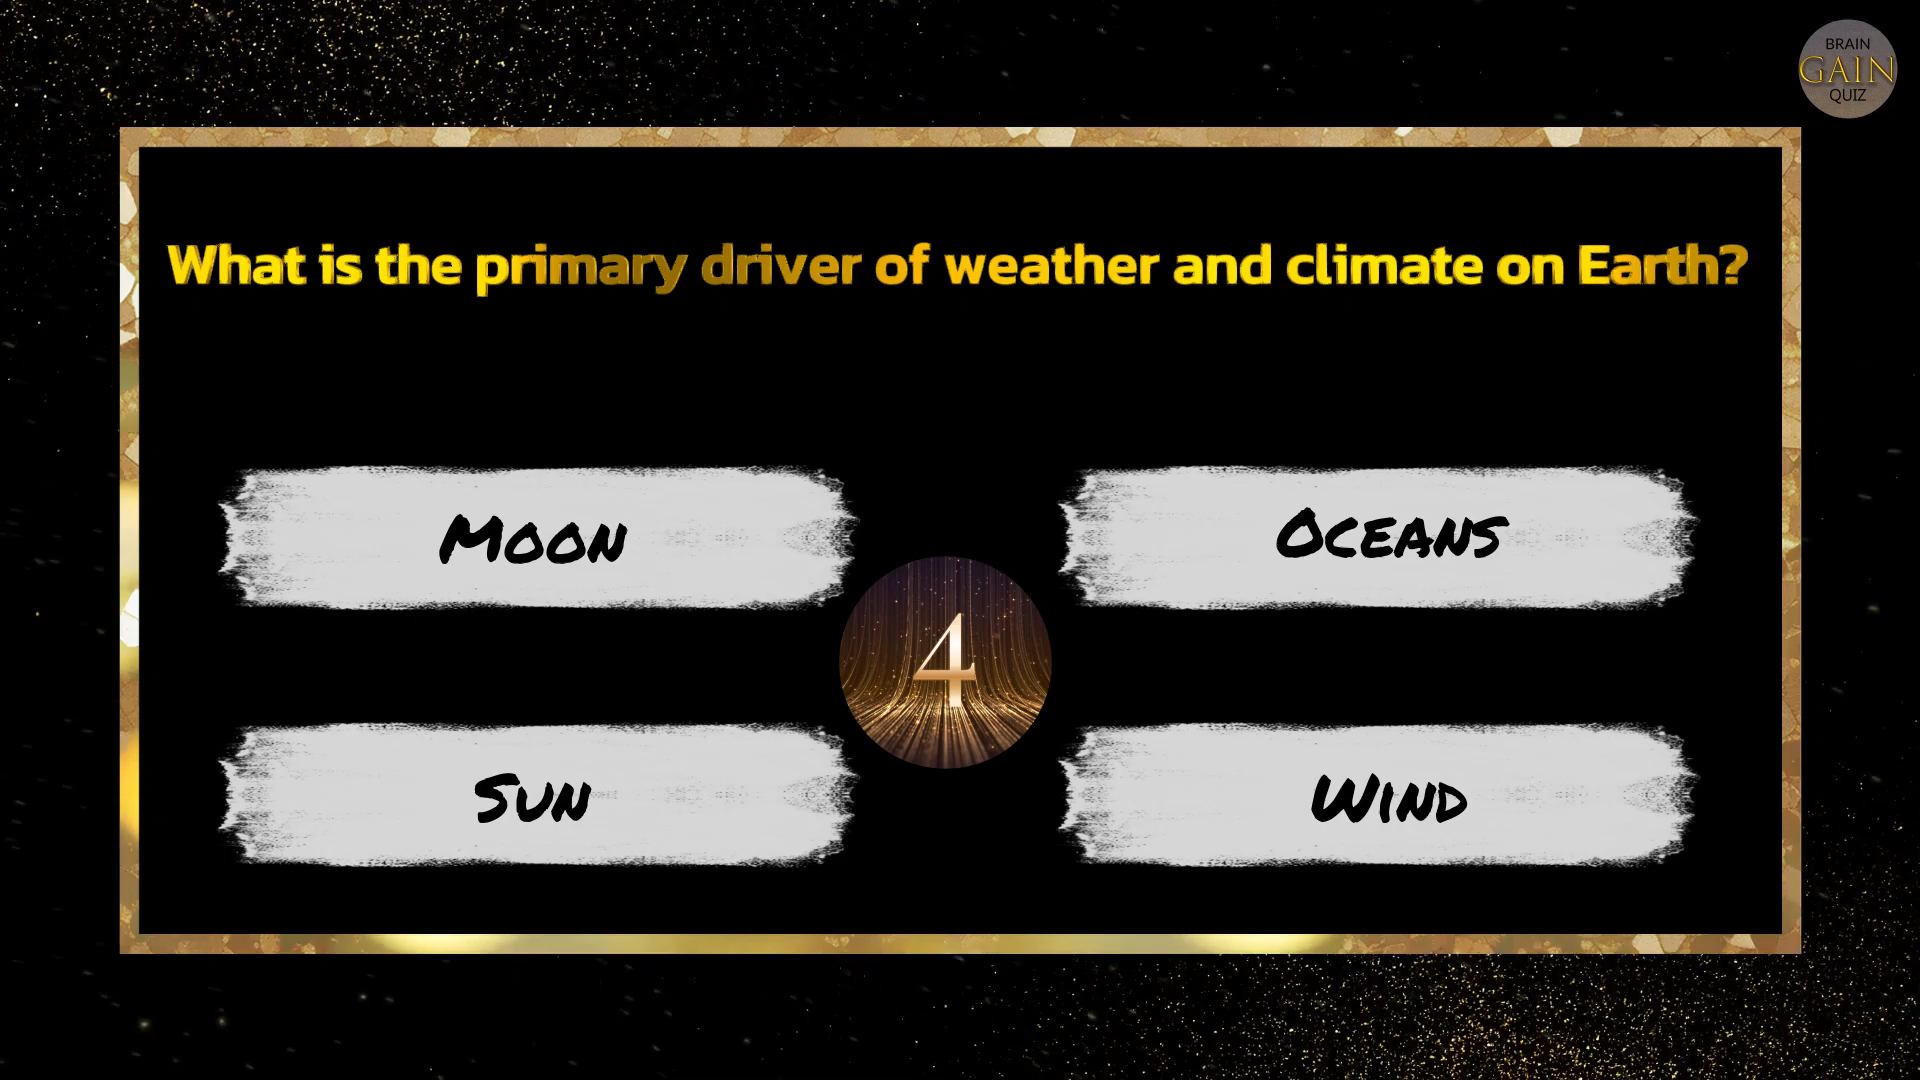 BRAIN
GAIN
QUIZ
What is the primary driver of weather and climate on Earth?
Moon
Oceans
4
Sun
Wind